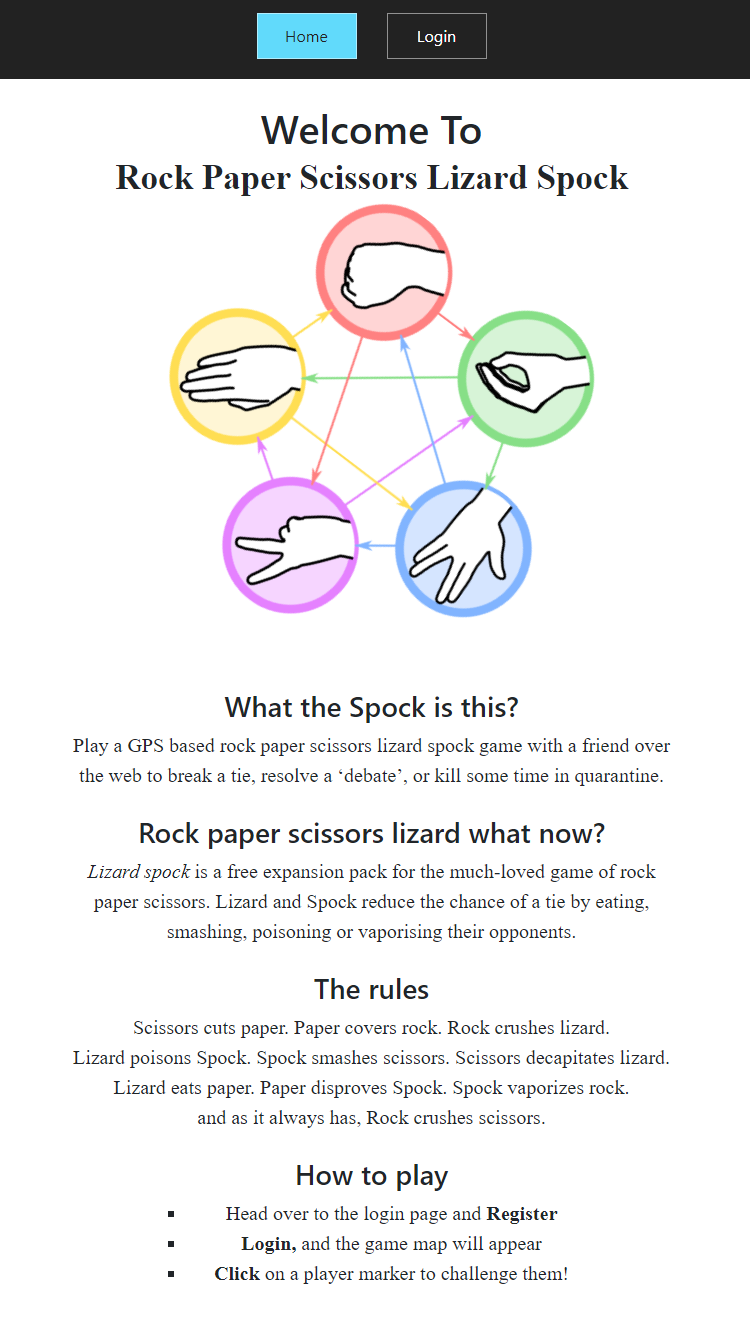 Home Login
Welcome To
Rock Paper Scissors Lizard Spock
What the Spock is this?
Play a GPS based rock paper scissors lizard spock game with a friend over
the web to break a tie, resolve a ‘debate’, or kill some time in quarantine.
Rock paper scissors lizard what now?
Lizard spock is a free expansion pack for the much-loved game of rock
paper scissors. Lizard and Spock reduce the chance of a tie by eating,
smashing, poisoning or vaporising their opponents.
The rules
Scissors cuts paper. Paper covers rock. Rock crushes lizard.
Lizard poisons Spock. Spock smashes scissors. Scissors decapitates lizard.
Lizard eats paper. Paper disproves Spock. Spock vaporizes rock.
and as it always has, Rock crushes scissors.
How to play
▪ Head over to the login page and Register
▪ Login, and the game map will appear
▪ Click on a player marker to challenge them!